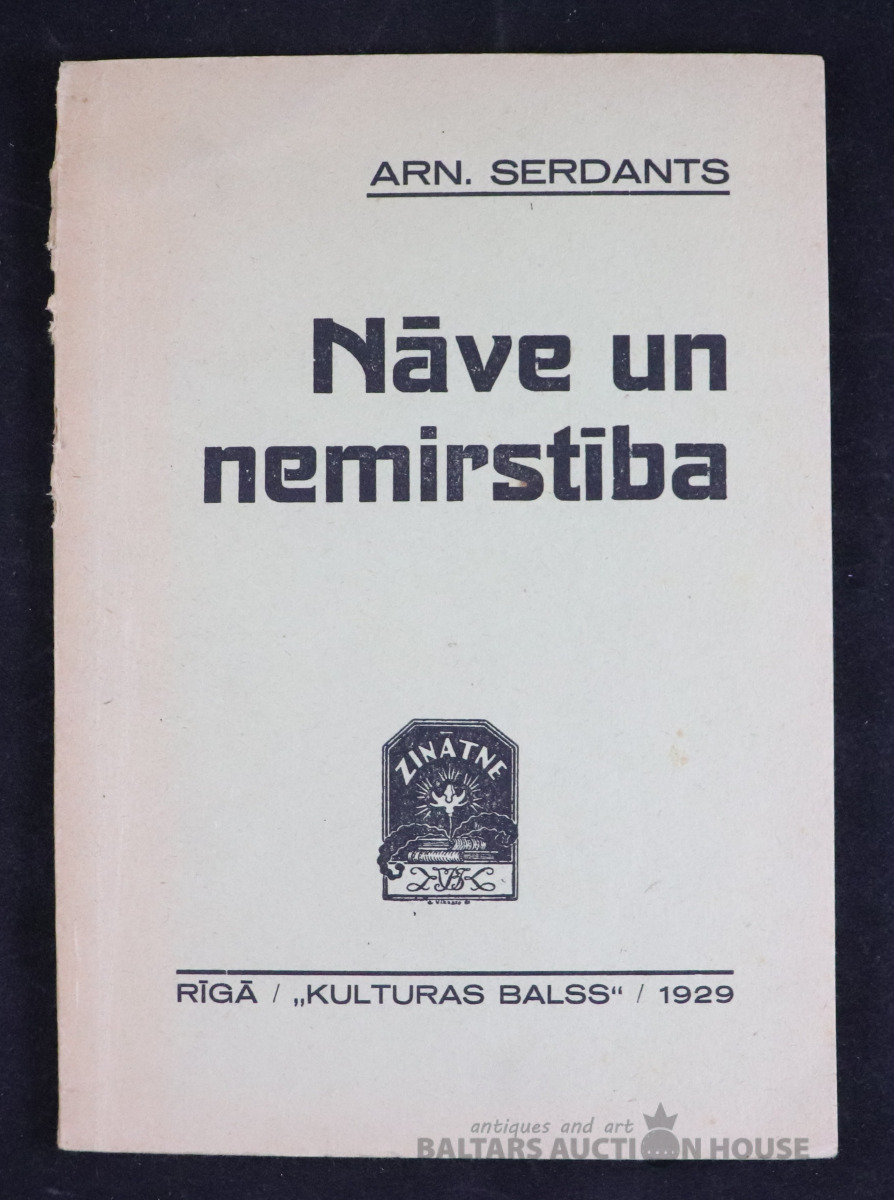 ARN. SERDANTS
Nāve un
nemirstība
ZINĀTNE
RĪGĀ / „KULTURAS BALSS“ / 1929
antiques and art
BALTARS AUCTION HOUSE